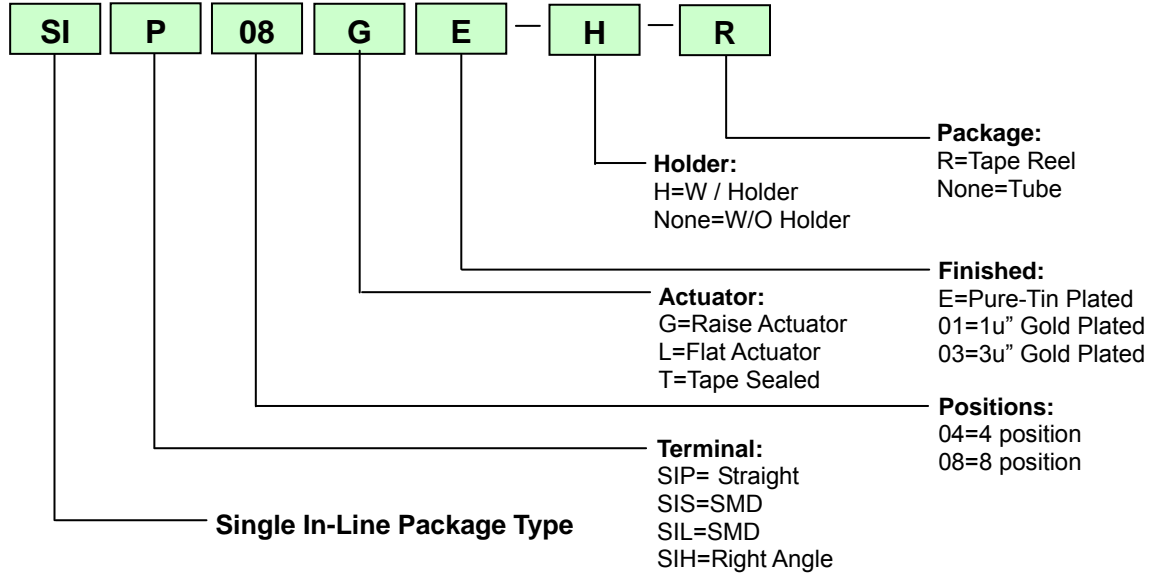 SI P 08 G E – H – R
Package:
R=Tape Reel
None=Tube
Holder:
H=W / Holder
None=W/O Holder
Finished:
E=Pure-Tin Plated
01=1u” Gold Plated
03=3u” Gold Plated
Actuator:
G=Raise Actuator
L=Flat Actuator
T=Tape Sealed
Positions:
04=4 position
08=8 position
Terminal:
SIP= Straight
SIS=SMD
SIL=SMD
SIH=Right Angle
Single In-Line Package Type